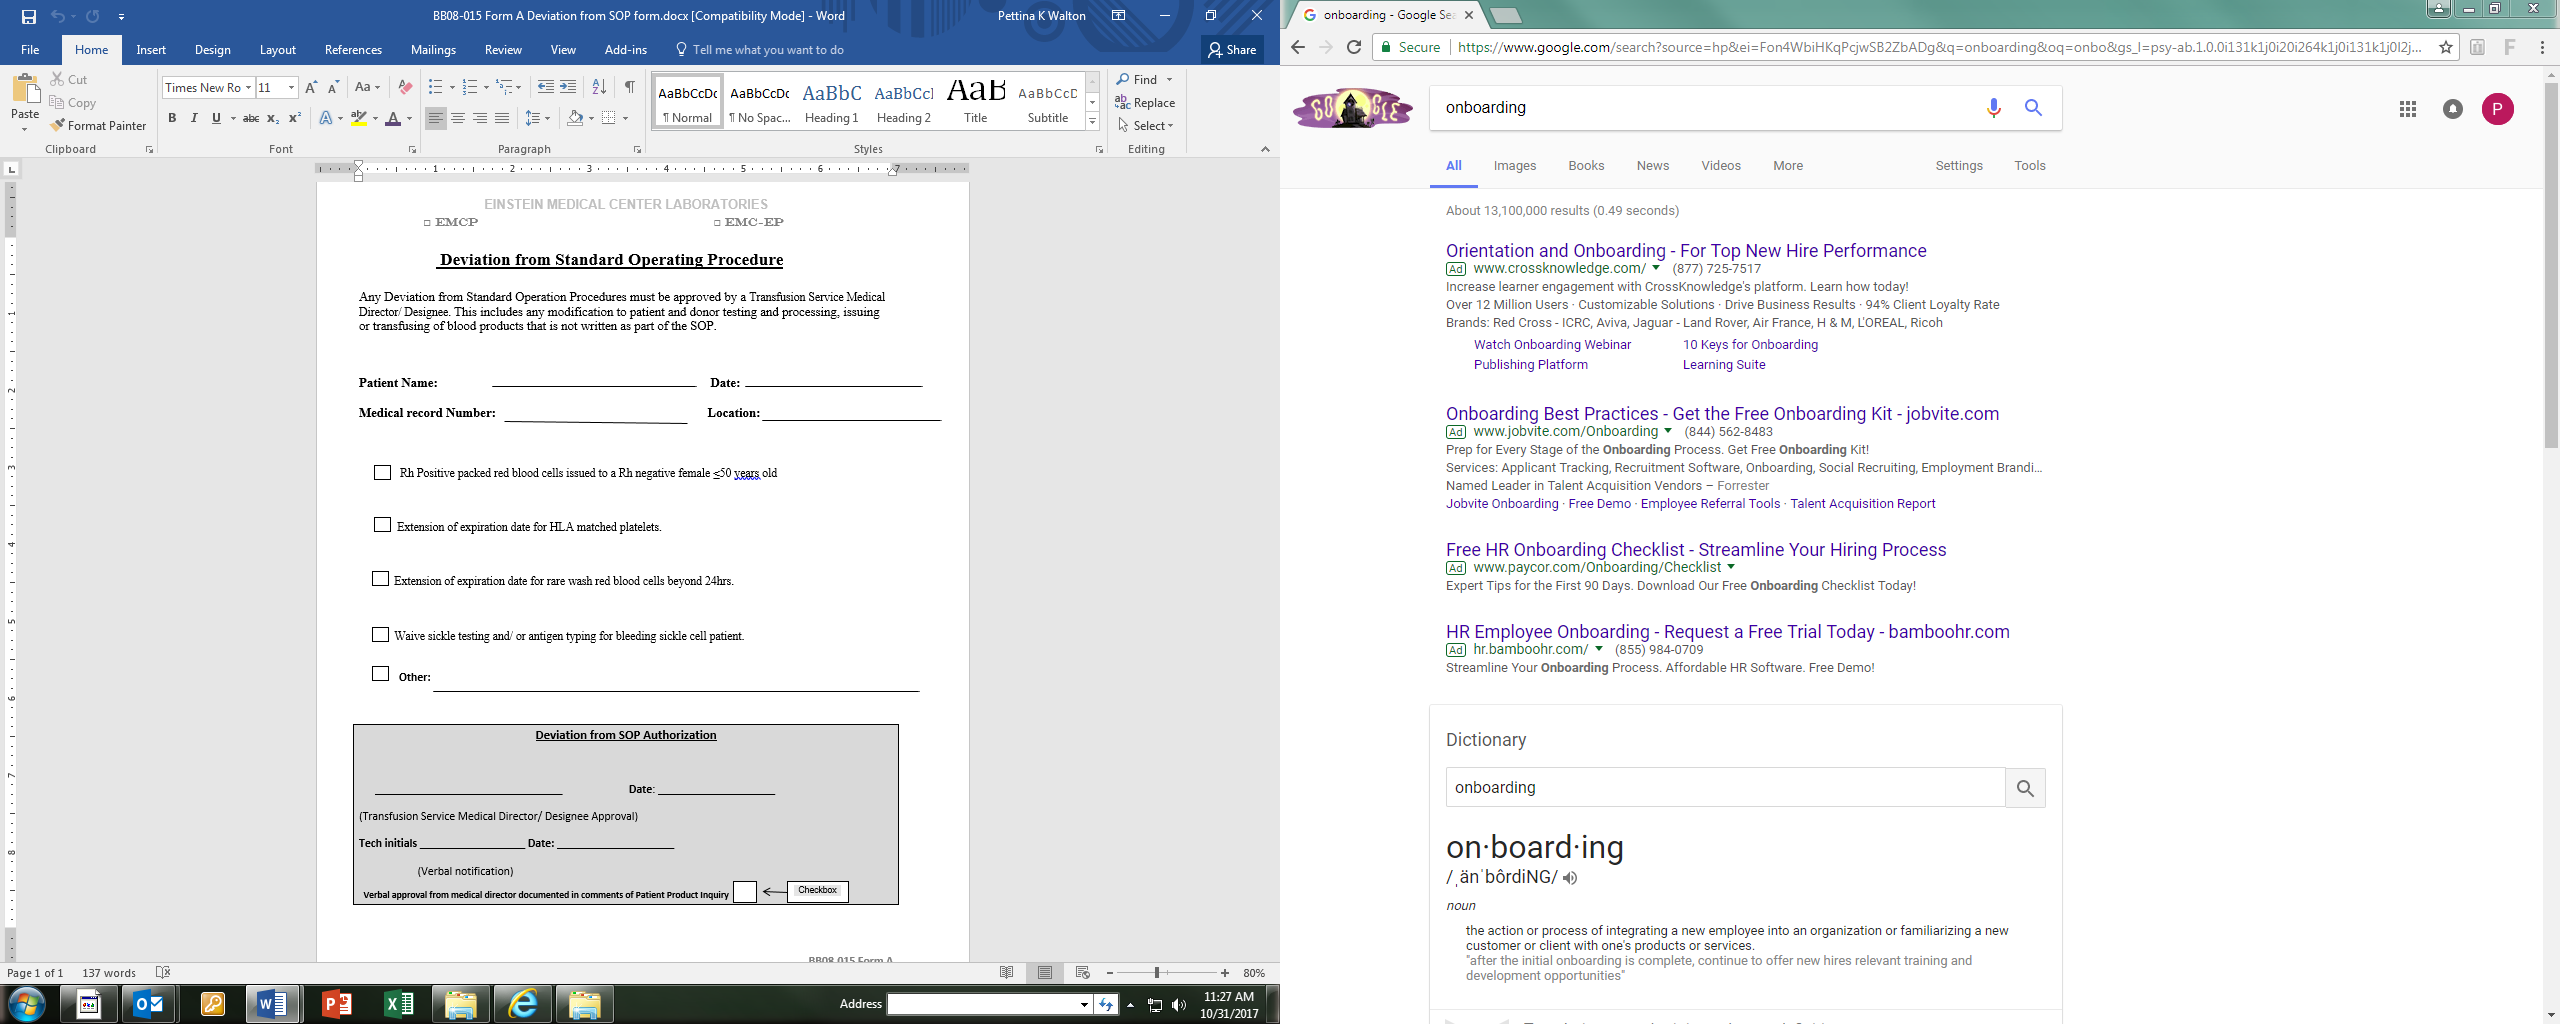 BB08-015 Form A Deviation from SOP form.docx [Compatibility Mode] - Word
Pettina K Walton
File Home Insert Design Layout References Mailings Review View Add-ins Tell me what you want to do
Share
Paste
Cut
Copy
Format Painter
Clipboard
Times New Ro 11
Font
Paragraph
AaBbCcDc AaBbCcDc AaBbC AaBbCcI AaB AaBbCcD
¶ Normal ¶ No Spac... Heading 1 Heading 2 Title Subtitle
Styles
Find
Replace
Select
Editing
EINSTEIN MEDICAL CENTER LABORATORIES
□ EMCP □ EMC-EP
Deviation from Standard Operating Procedure
Any Deviation from Standard Operation Procedures must be approved by a Transfusion Service Medical
Director/ Designee. This includes any modification to patient and donor testing and processing, issuing
or transfusing of blood products that is not written as part of the SOP.
Patient Name: Date:
Medical record Number: Location:
Rh Positive packed red blood cells issued to a Rh negative female ≤50 years old
Extension of expiration date for HLA matched platelets.
Extension of expiration date for rare wash red blood cells beyond 24hrs.
Waive sickle testing and/ or antigen typing for bleeding sickle cell patient.
Other:
Deviation from SOP Authorization
Date:
(Transfusion Service Medical Director/ Designee Approval)
Tech initials Date:
(Verbal notification)
Verbal approval from medical director documented in comments of Patient Product Inquiry
Checkbox
BB08-015 Form A
Page 1 of 1 137 words
80%
Address
11:27 AM
10/31/2017
onboarding - Google Sea
Secure https://www.google.com/search?source=hp&ei=Fon4WbiHKqPcjwSB2ZbADg&q=onboarding&oq=onbo&gs_l=psy-ab.1.0.0i131k1j0i20i264k1j0i131k1j0l2j...
onboarding
P
All Images Books News Videos More Settings Tools
About 13,100,000 results (0.49 seconds)
Orientation and Onboarding - For Top New Hire Performance
Ad www.crossknowledge.com/ (877) 725-7517
Increase learner engagement with CrossKnowledge's platform. Learn how today!
Over 12 Million Users · Customizable Solutions · Drive Business Results · 94% Client Loyalty Rate
Brands: Red Cross - ICRC, Aviva, Jaguar - Land Rover, Air France, H & M, L'OREAL, Ricoh
Watch Onboarding Webinar 10 Keys for Onboarding
Publishing Platform Learning Suite
Onboarding Best Practices - Get the Free Onboarding Kit - jobvite.com
Ad www.jobvite.com/Onboarding (844) 562-8483
Prep for Every Stage of the Onboarding Process. Get Free Onboarding Kit!
Services: Applicant Tracking, Recruitment Software, Onboarding, Social Recruiting, Employment Brandi...
Named Leader in Talent Acquisition Vendors – Forrester
Jobvite Onboarding · Free Demo · Employee Referral Tools · Talent Acquisition Report
Free HR Onboarding Checklist - Streamline Your Hiring Process
Ad www.paycor.com/Onboarding/Checklist
Expert Tips for the First 90 Days. Download Our Free Onboarding Checklist Today!
HR Employee Onboarding - Request a Free Trial Today - bamboohr.com
Ad hr.bamboohr.com/ (855) 984-0709
Streamline Your Onboarding Process. Affordable HR Software. Free Demo!
Dictionary
onboarding
on·board·ing
/ˌänˈbôrdiNG/
noun
the action or process of integrating a new employee into an organization or familiarizing a new
customer or client with one's products or services.
"after the initial onboarding is complete, continue to offer new hires relevant training and
development opportunities"